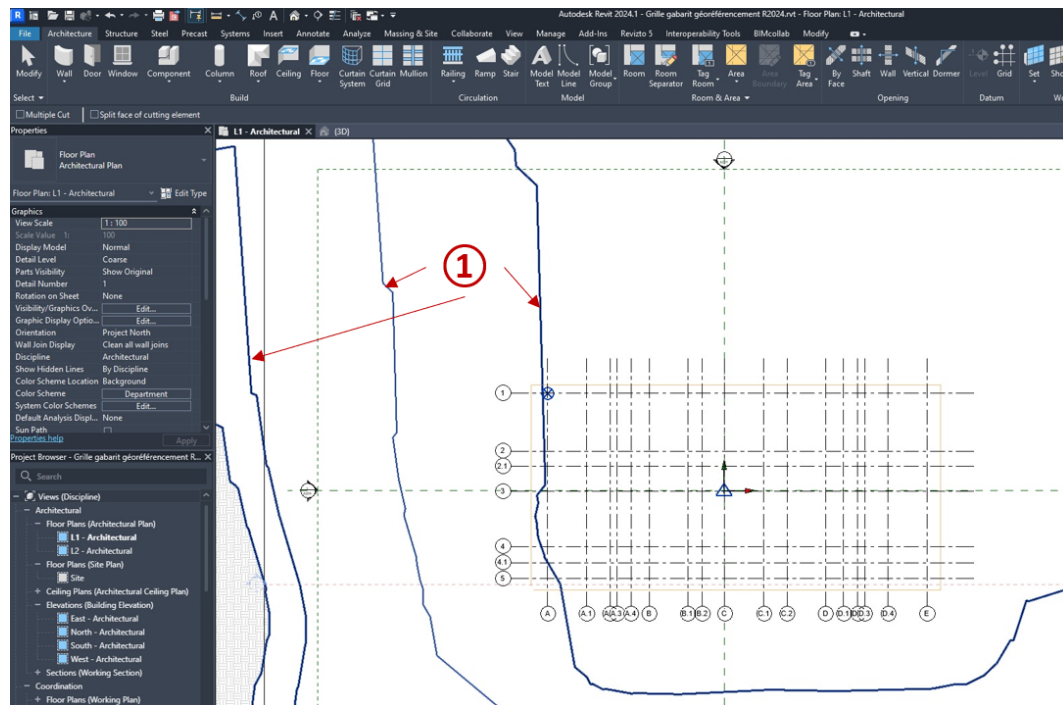 Autodesk Revit 2024.1 - Grille gabarit géoréférencement R2024.rvt - Floor Plan: L1 - Architectural
File Architecture Structure Steel Precast Systems Insert Annotate Analyze Massing & Site Collaborate View Manage Add-Ins Revizto 5 Interoperability Tools BIMcollab Modify
Modify Wall Door Window Component Column Roof Ceiling Floor Curtain System Curtain Grid Mullion Railing Ramp Stair Model Text Model Line Model Group Room Room Separator Tag Room Area Area Boundary Tag Area By Face Shaft Wall Vertical Dormer Level Grid Set Sho
Select Build Circulation Model Room & Area Opening Datum W
Multiple Cut Split face of cutting element
Properties
L1 - Architectural {3D}
Floor Plan
Architectural Plan
Floor Plan: L1 - Architectural Edit Type
Graphics
View Scale 1 : 100
Scale Value 1: 100
Display Model Normal
Detail Level Coarse
Parts Visibility Show Original
Detail Number 1
Rotation on Sheet None
Visibility/Graphics Ov... Edit...
Graphic Display Optio... Edit...
Orientation Project North
Wall Join Display Clean all wall joins
Discipline Architectural
Show Hidden Lines By Discipline
Color Scheme Location Background
Color Scheme Department
System Color Schemes Edit...
Default Analysis Displ... None
Sun Path
Properties help Apply
Project Browser - Grille gabarit géoréférencement R...
Search
Views (Discipline)
Architectural
Floor Plans (Architectural Plan)
L1 - Architectural
L2 - Architectural
Floor Plans (Site Plan)
Site
Ceiling Plans (Architectural Ceiling Plan)
Elevations (Building Elevation)
East - Architectural
North - Architectural
South - Architectural
West - Architectural
Sections (Working Section)
Coordination
Floor Plans (Working Plan)
1
1
2
2.1
3
4
4.1
5
A A.1 A.3 A.4 B B.1 B.2 C C.1 C.2 D D.1 D.3 D.4 E